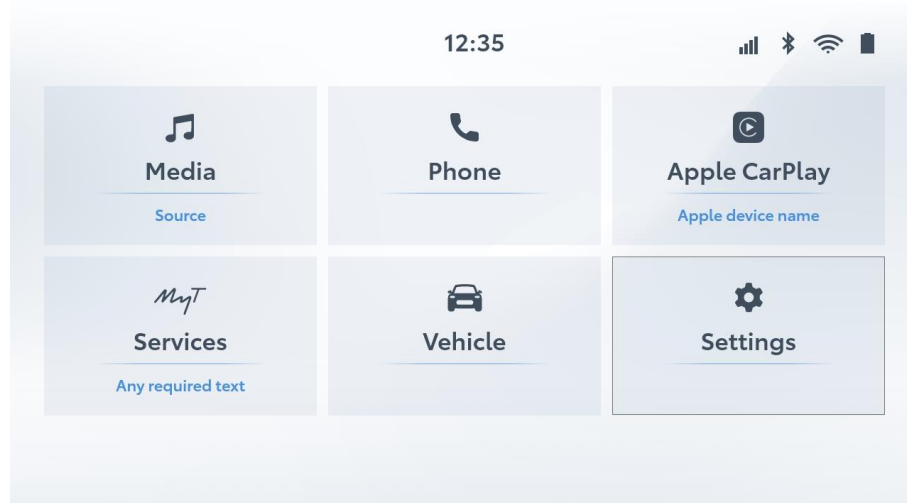 12:35
Media
Source
Phone
Apple CarPlay
Apple device name
MyT
Services
Any required text
Vehicle
Settings